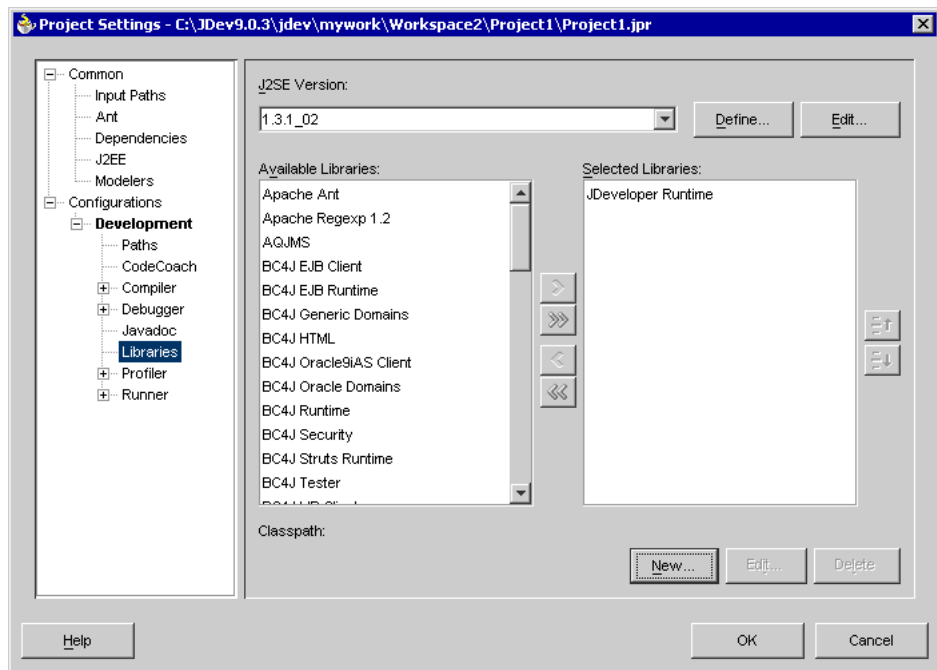 Project Settings - C:\JDev9.0.3\jdev\mywork\Workspace2\Project1\Project1.jpr
Common
Input Paths
Ant
Dependencies
J2EE
Modelers
Configurations
Development
Paths
CodeCoach
Compiler
Debugger
Javadoc
Libraries
Profiler
Runner
J2SE Version:
1.3.1_02
Define...
Edit...
Available Libraries:
Apache Ant
Apache Regexp 1.2
AQJMS
BC4J EJB Client
BC4J EJB Runtime
BC4J Generic Domains
BC4J HTML
BC4J Oracle9iAS Client
BC4J Oracle Domains
BC4J Runtime
BC4J Security
BC4J Struts Runtime
BC4J Tester
Selected Libraries:
JDeveloper Runtime
Classpath:
New...
Edit...
Delete
Help
OK
Cancel